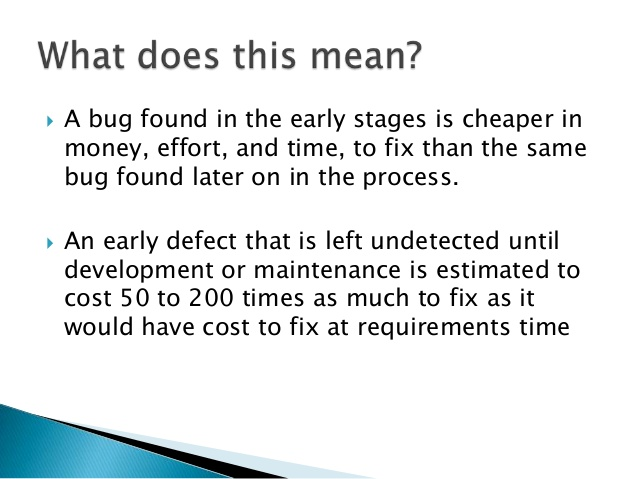 What does this mean?
A bug found in the early stages is cheaper in
money, effort, and time, to fix than the same
bug found later on in the process.
An early defect that is left undetected until
development or maintenance is estimated to
cost 50 to 200 times as much to fix as it
would have cost to fix at requirements time